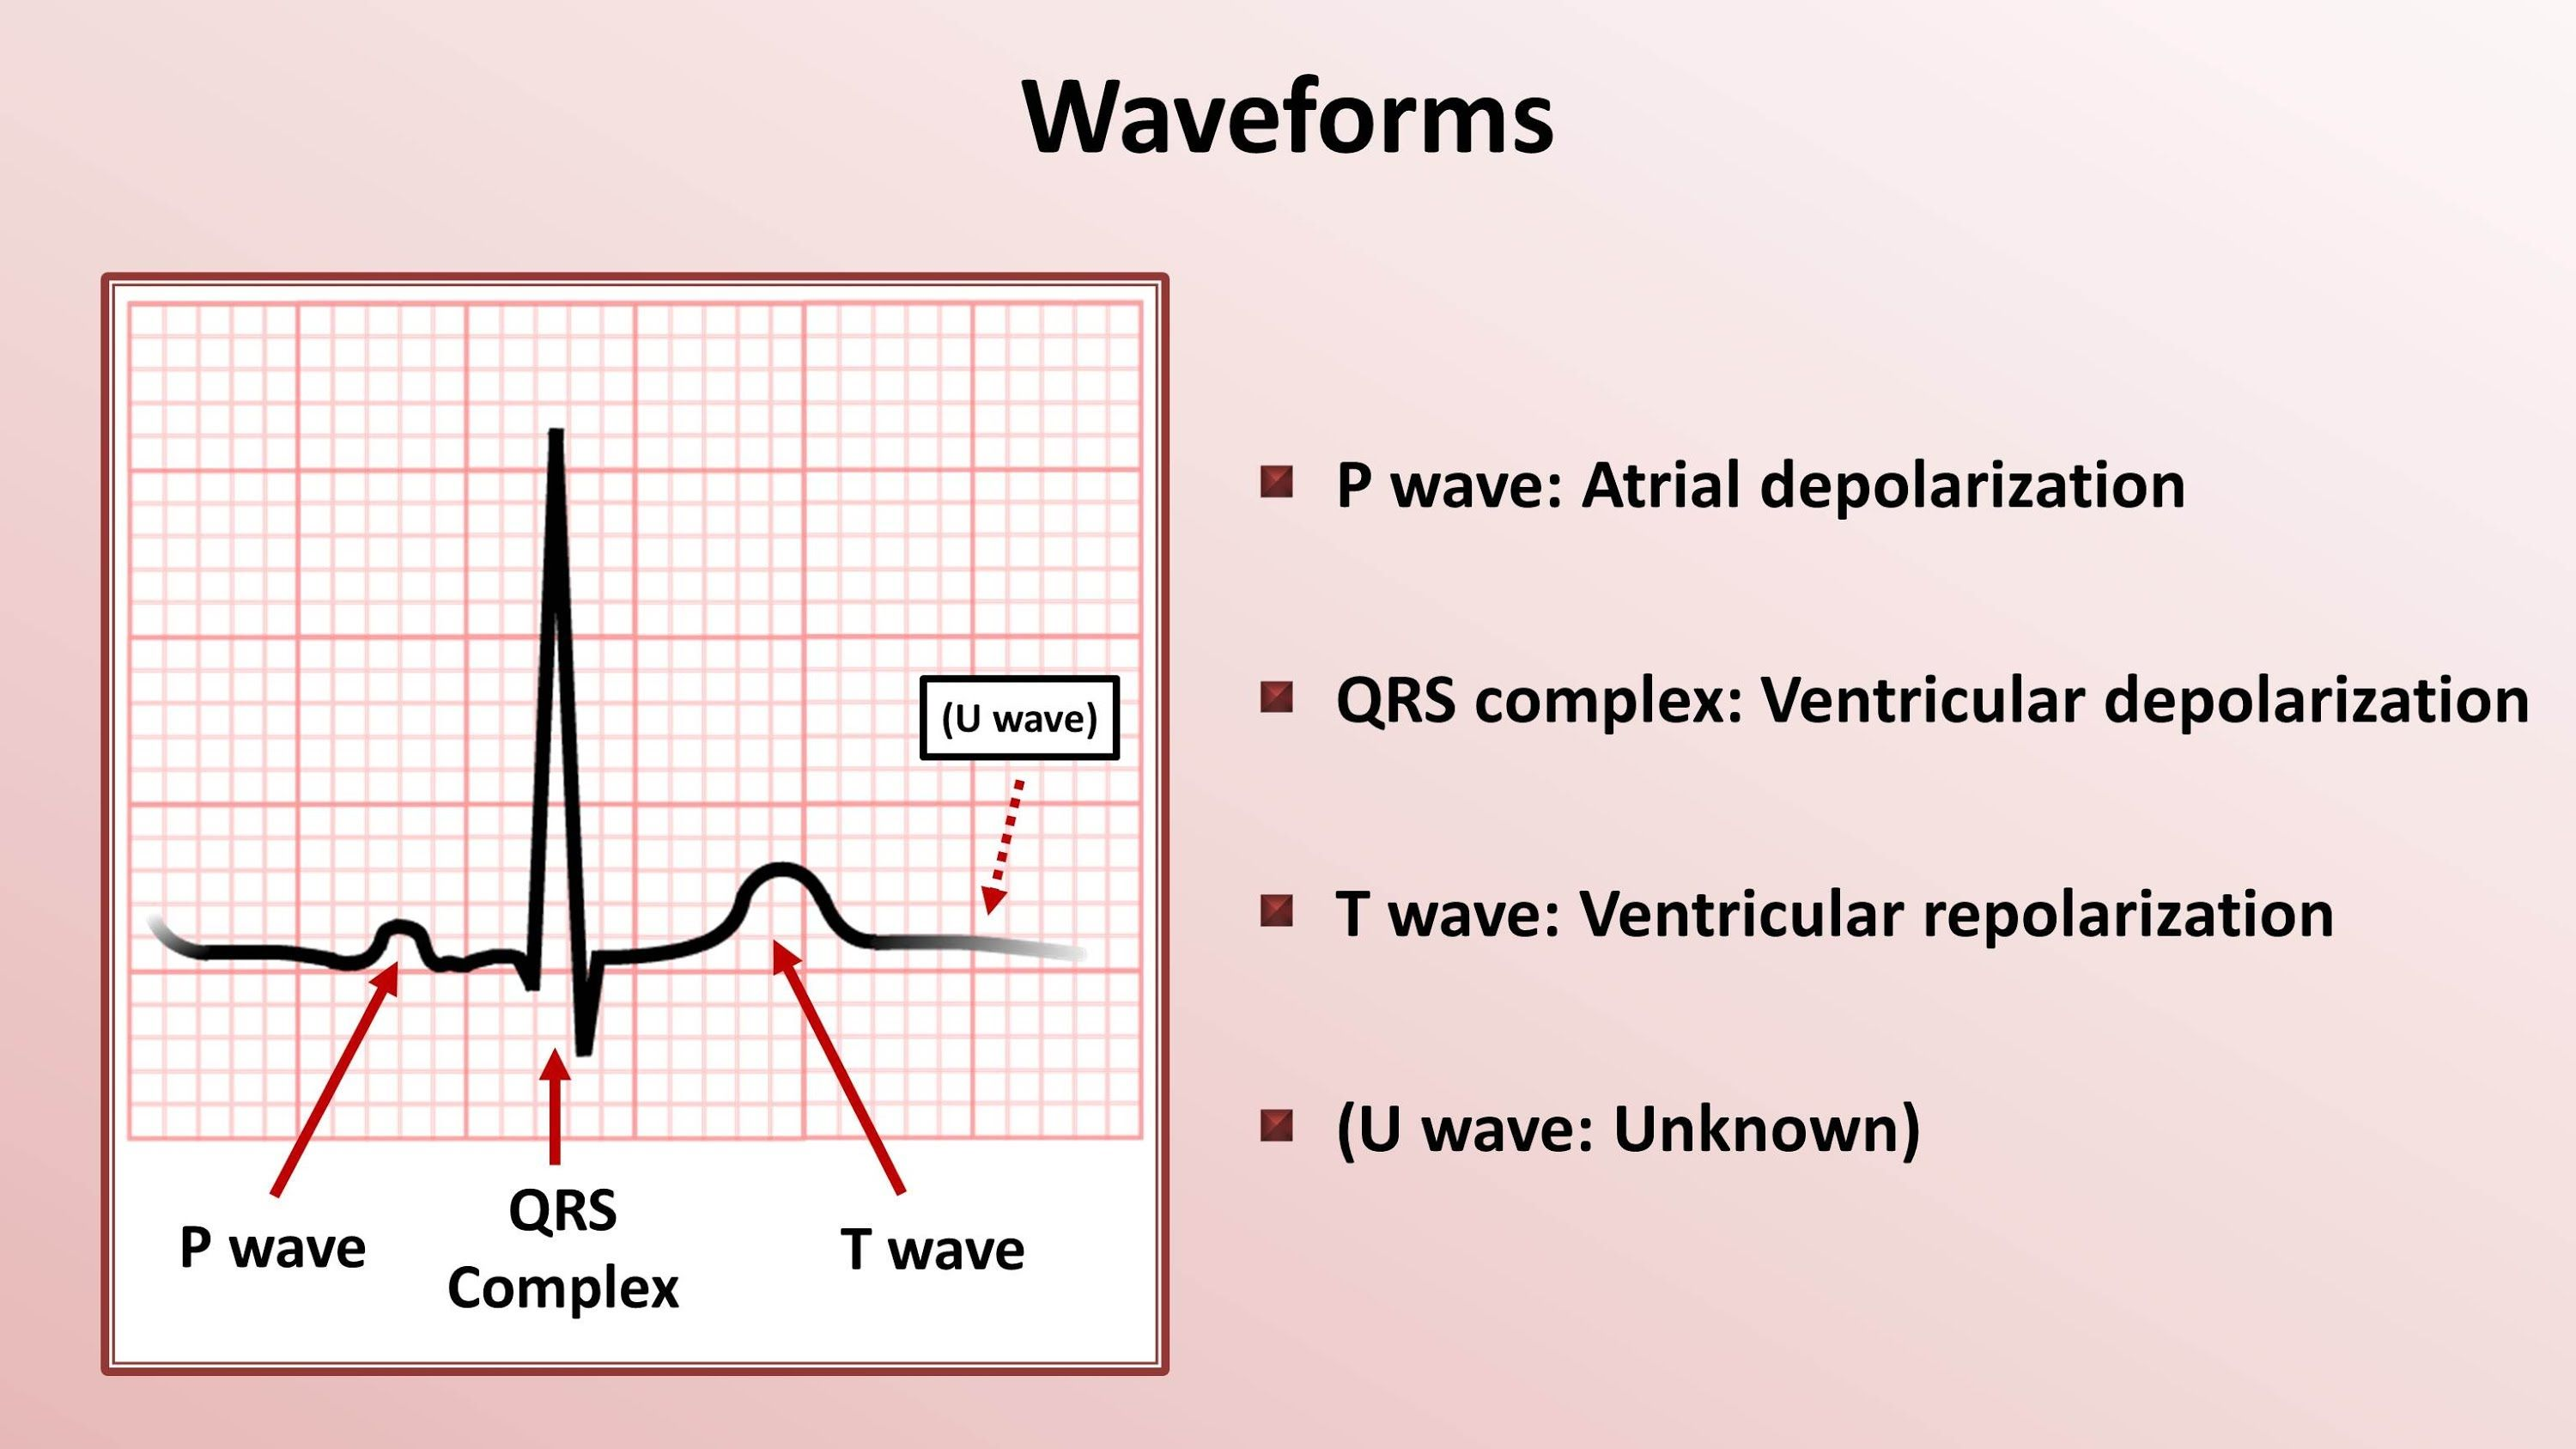 Waveforms
(U wave)
P wave
QRS
Complex
T wave
P wave: Atrial depolarization
QRS complex: Ventricular depolarization
T wave: Ventricular repolarization
(U wave: Unknown)